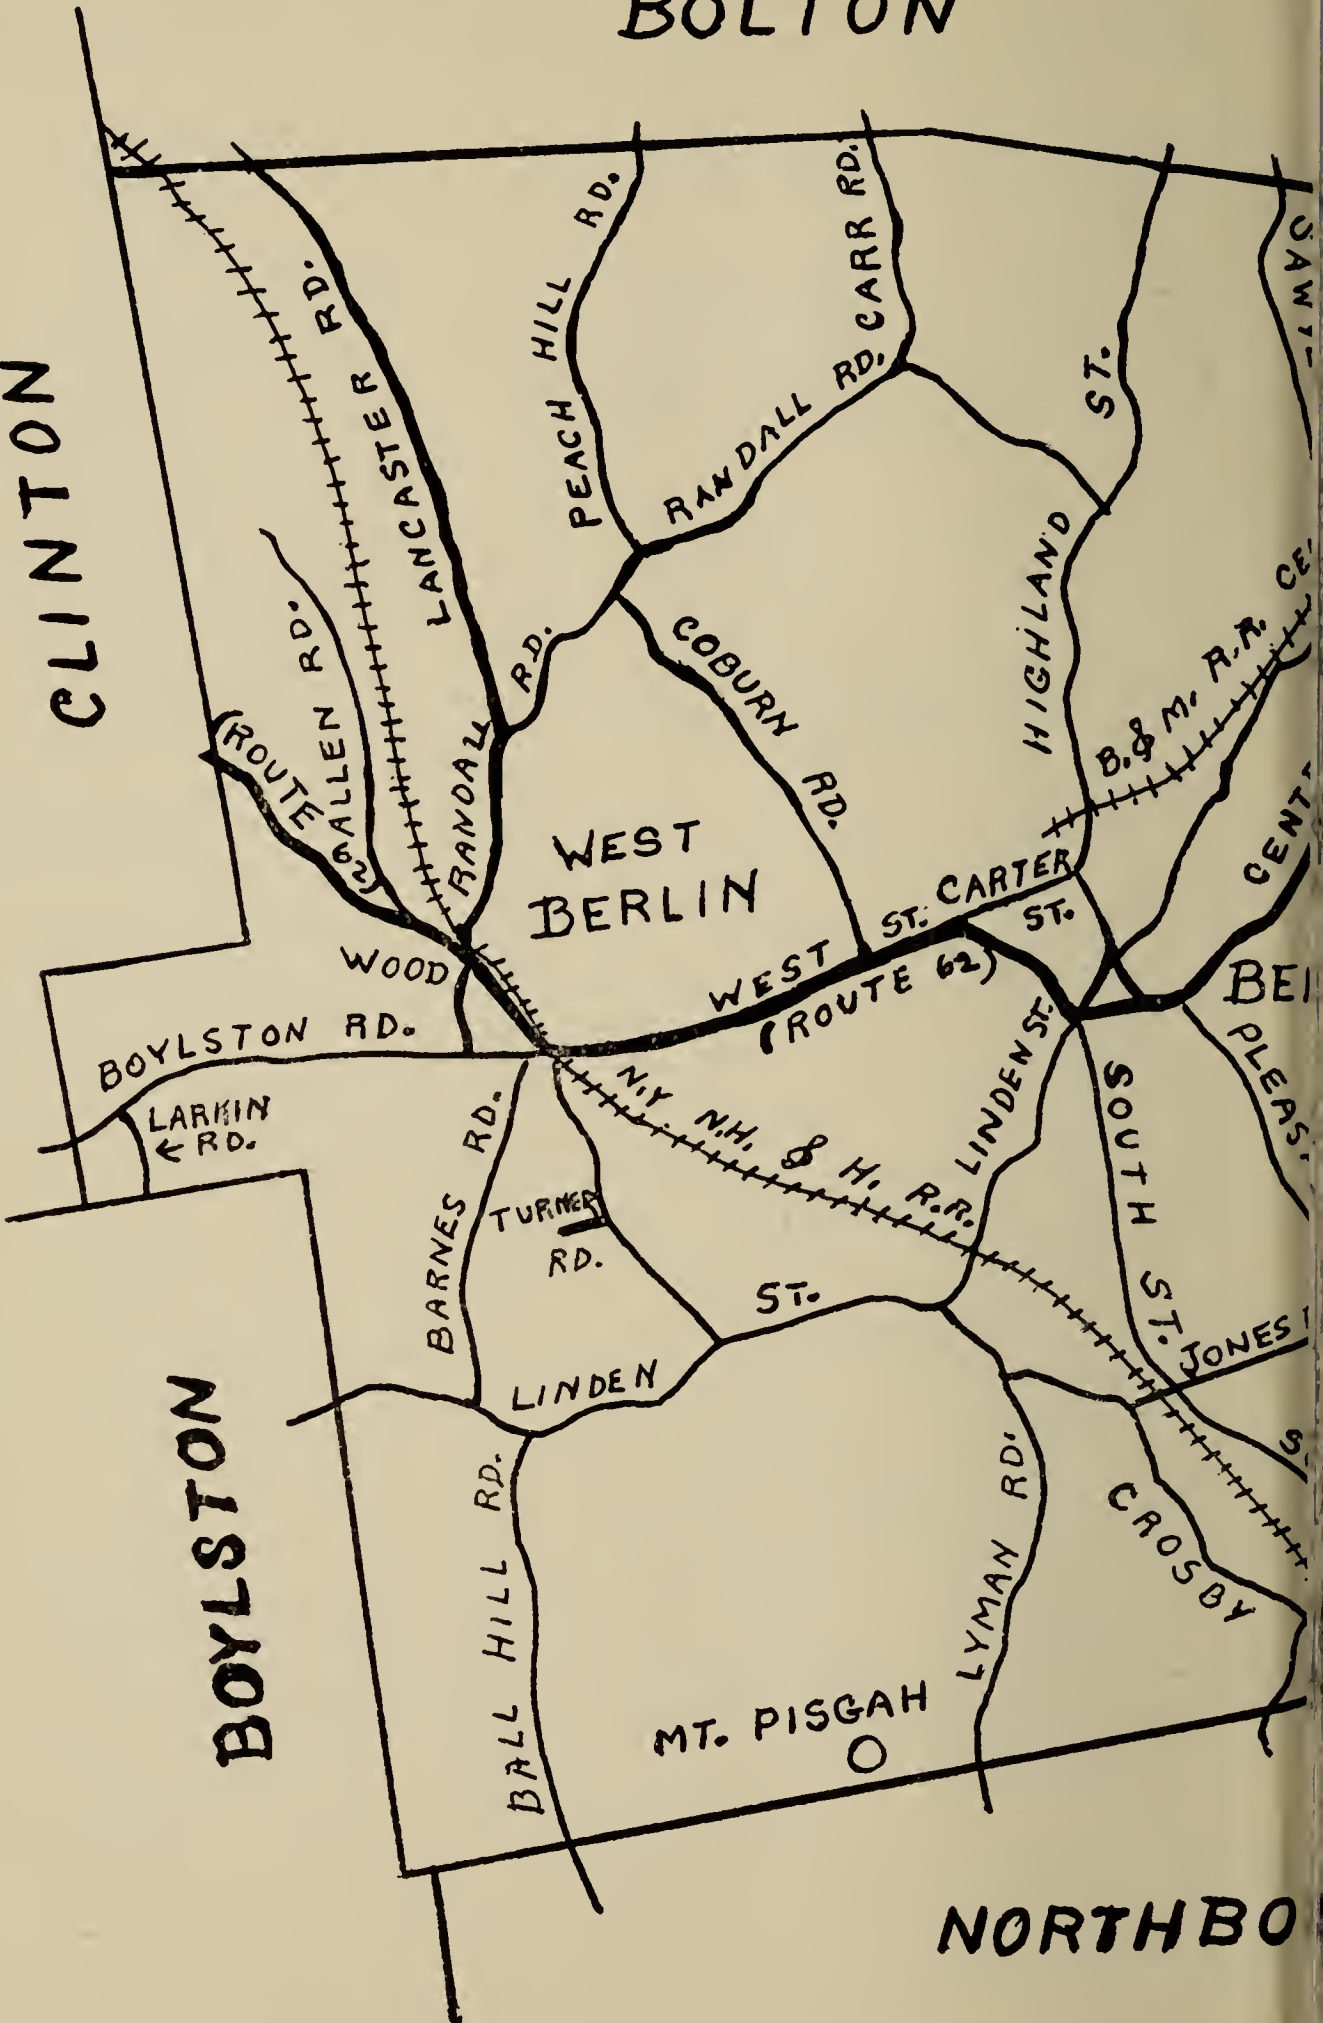 BOLTON
CLINTON
LANCASTER RD.
PEACH HILL RD.
CARR RD.
RANDALL RD.
HIGHLAND ST.
ALLEN RD.
(ROUTE 62)
RANDALL RD.
COBURN RD.
B. & M. R.R.
WEST
BERLIN
CARTER
ST.
WEST ST.
(ROUTE 62)
WOOD
BOYLSTON RD.
LARKIN
← RD.
BARNES RD.
TURNER
RD.
N.Y N.H. & H. R.R.
LINDEN ST.
SOUTH ST.
JONES
LINDEN ST.
BOYLSTON
BALL HILL RD.
LYMAN RD.
CROSBY
MT. PISGAH